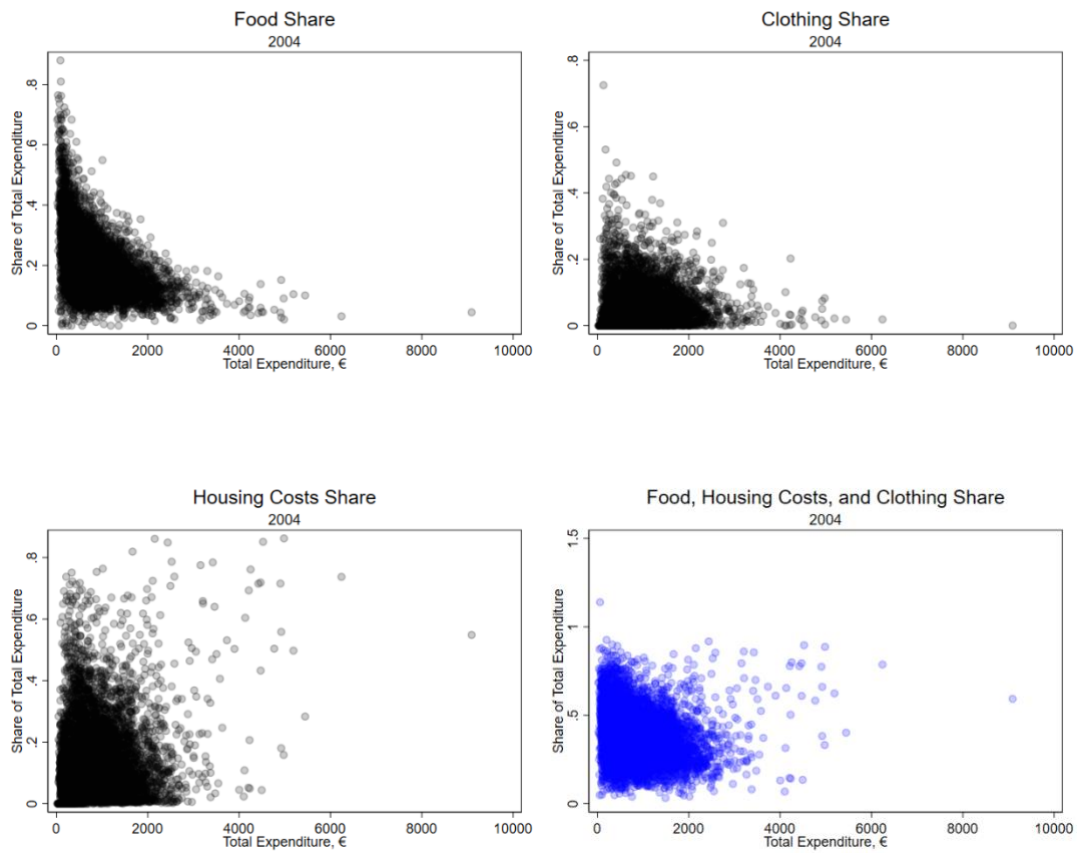 Food Share
2004
Share of Total Expenditure
0 .2 .4 .6 .8
0 2000 4000 6000 8000 10000
Total Expenditure, €
Clothing Share
2004
Share of Total Expenditure
0 .2 .4 .6 .8
0 2000 4000 6000 8000 10000
Total Expenditure, €
Housing Costs Share
2004
Share of Total Expenditure
0 .2 .4 .6 .8
0 2000 4000 6000 8000 10000
Total Expenditure, €
Food, Housing Costs, and Clothing Share
2004
Share of Total Expenditure
0 .5 1 1.5
0 2000 4000 6000 8000 10000
Total Expenditure, €